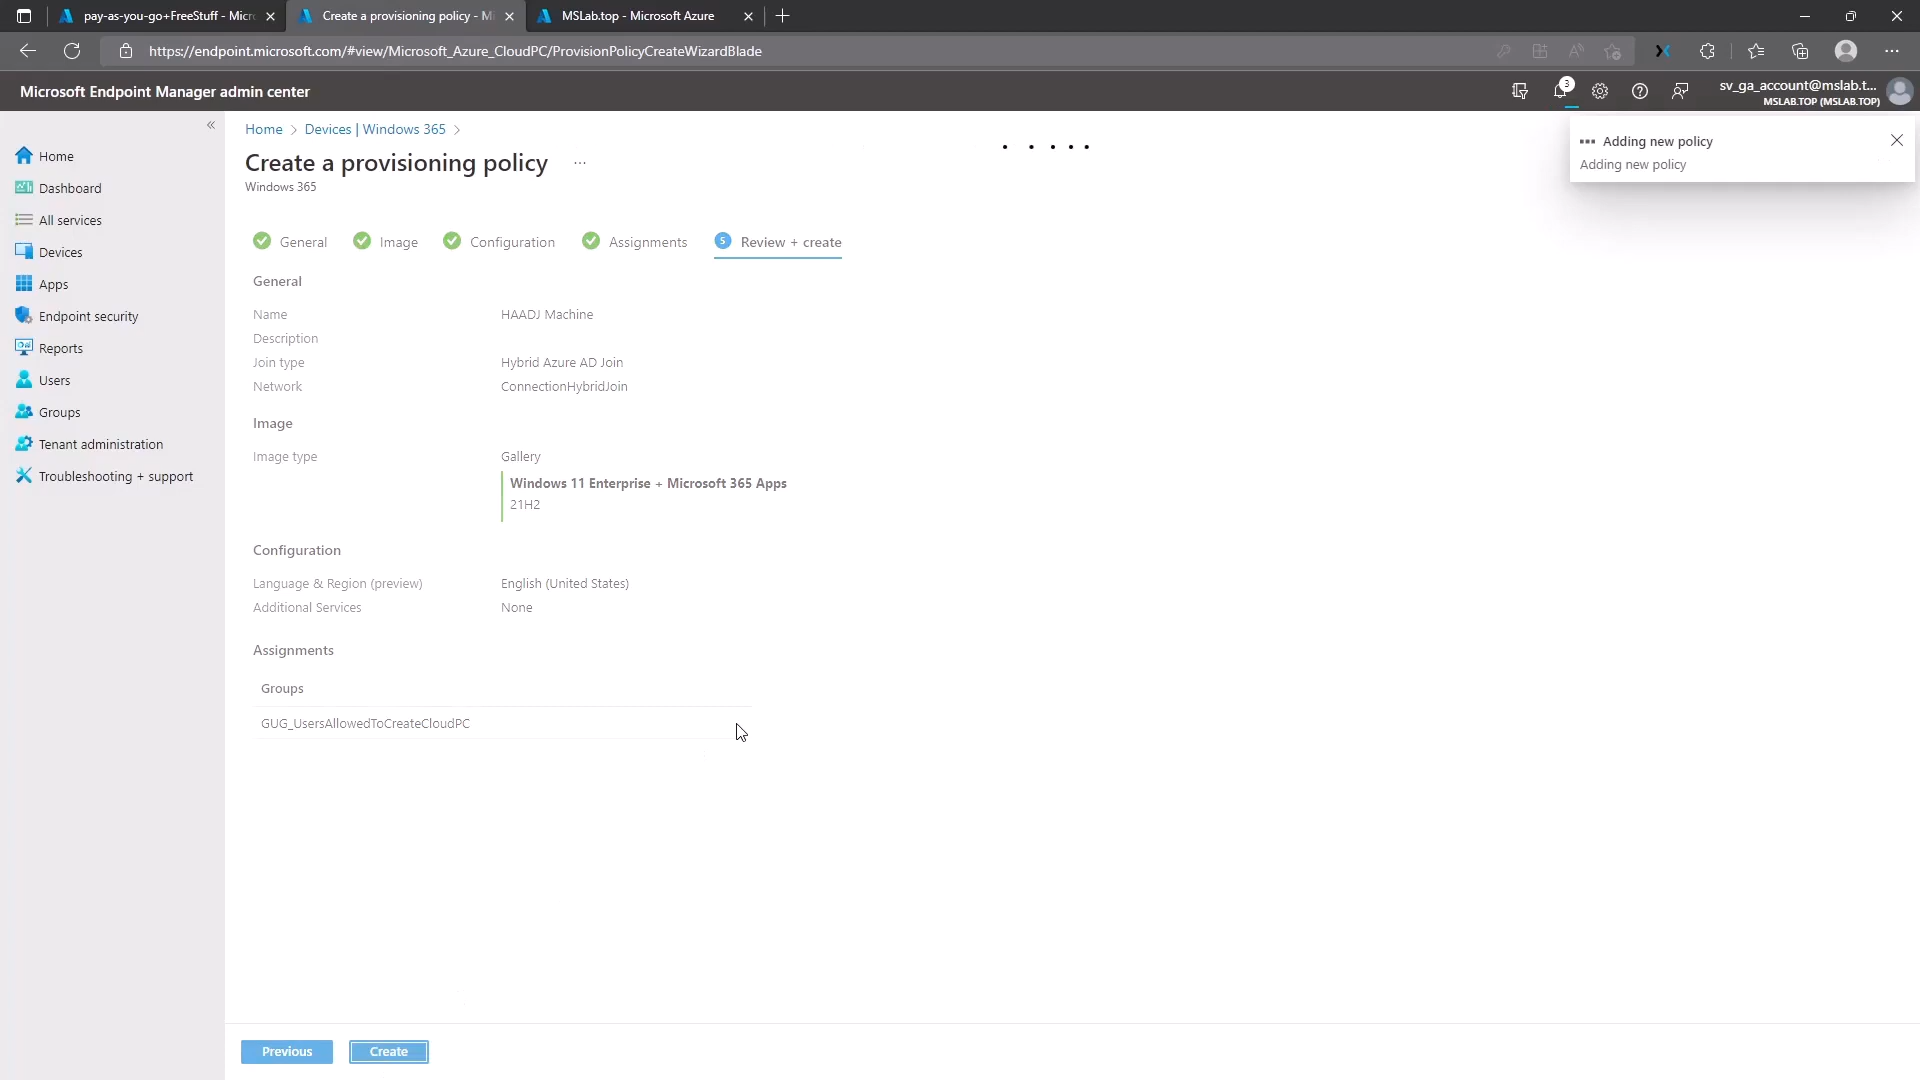 pay-as-you-go+FreeStuff - Micr
Create a provisioning policy - Mi
MSLab.top - Microsoft Azure
https://endpoint.microsoft.com/#view/Microsoft_Azure_CloudPC/ProvisionPolicyCreateWizardBlade
Microsoft Endpoint Manager admin center
3
sv_ga_account@mslab.t...
MSLAB.TOP (MSLAB.TOP)
Home
Dashboard
All services
Devices
Apps
Endpoint security
Reports
Users
Groups
Tenant administration
Troubleshooting + support
Home > Devices | Windows 365 >
Create a provisioning policy ...
Windows 365
General
Image
Configuration
Assignments
5 Review + create
General
Name HAADJ Machine
Description
Join type Hybrid Azure AD Join
Network ConnectionHybridJoin
Image
Image type Gallery
Windows 11 Enterprise + Microsoft 365 Apps
21H2
Configuration
Language & Region (preview) English (United States)
Additional Services None
Assignments
Groups
GUG_UsersAllowedToCreateCloudPC
Previous
Create
Adding new policy
Adding new policy